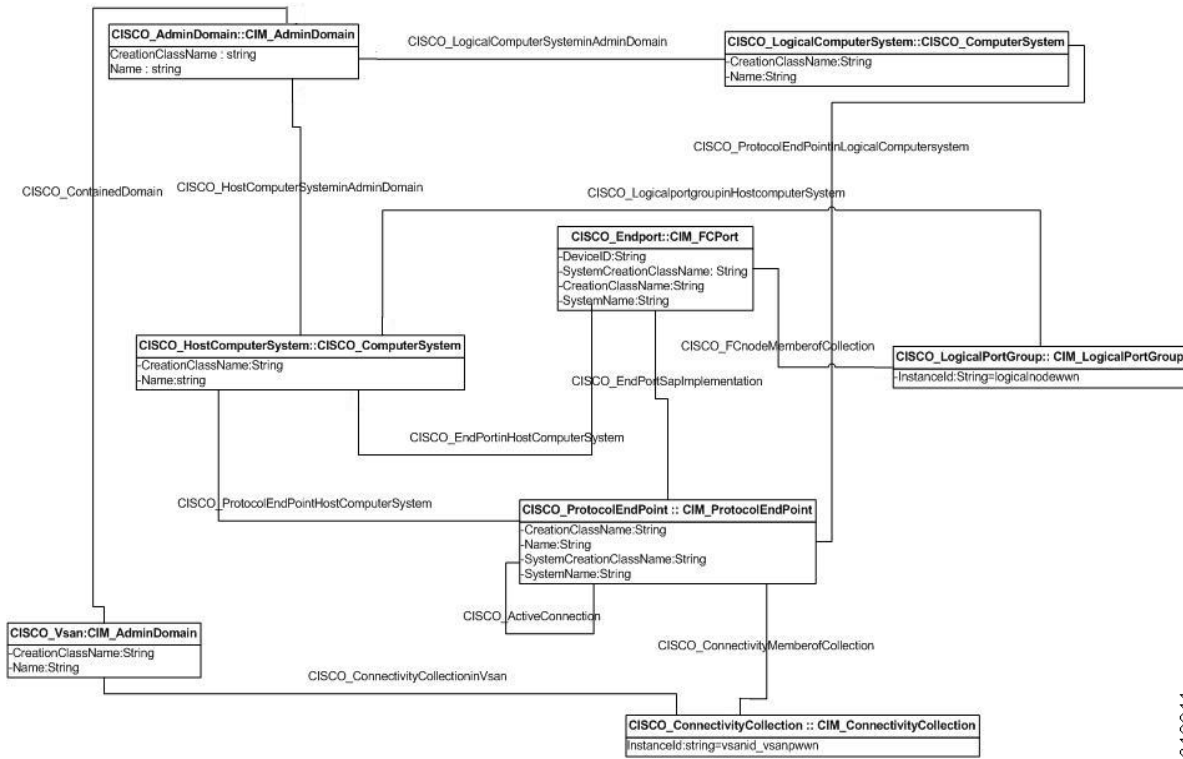 CISCO_AdminDomain::CIM_AdminDomain
CreationClassName : string
Name : string
CISCO_LogicalComputerSysteminAdminDomain
CISCO_LogicalComputerSystem::CISCO_ComputerSystem
-CreationClassName:String
-Name:String
CISCO_ProtocolEndPointInLogicalComputersystem
CISCO_ContainedDomain
CISCO_HostComputerSysteminAdminDomain
CISCO_LogicalportgroupinHostcomputerSystem
CISCO_Endport::CIM_FCPort
-DeviceID:String
-SystemCreationClassName: String
-CreationClassName:String
-SystemName:String
CISCO_HostComputerSystem::CISCO_ComputerSystem
-CreationClassName:String
-Name:string
CISCO_FCnodeMemberofCollection
CISCO_LogicalPortGroup:: CIM_LogicalPortGroup
-InstanceId:String=logicalnodewwn
CISCO_EndPortSapImplementation
CISCO_EndPortinHostComputerSystem
CISCO_ProtocolEndPointHostComputerSystem
CISCO_ProtocolEndPoint :: CIM_ProtocolEndPoint
-CreationClassName:String
-Name:String
-SystemCreationClassName:String
-SystemName:String
CISCO_ActiveConnection
CISCO_Vsan:CIM_AdminDomain
-CreationClassName:String
-Name:String
CISCO_ConnectivityMemberofCollection
CISCO_ConnectivityCollectioninVsan
CISCO_ConnectivityCollection :: CIM_ConnectivityCollection
InstanceId:string=vsanid_vsanpwwn